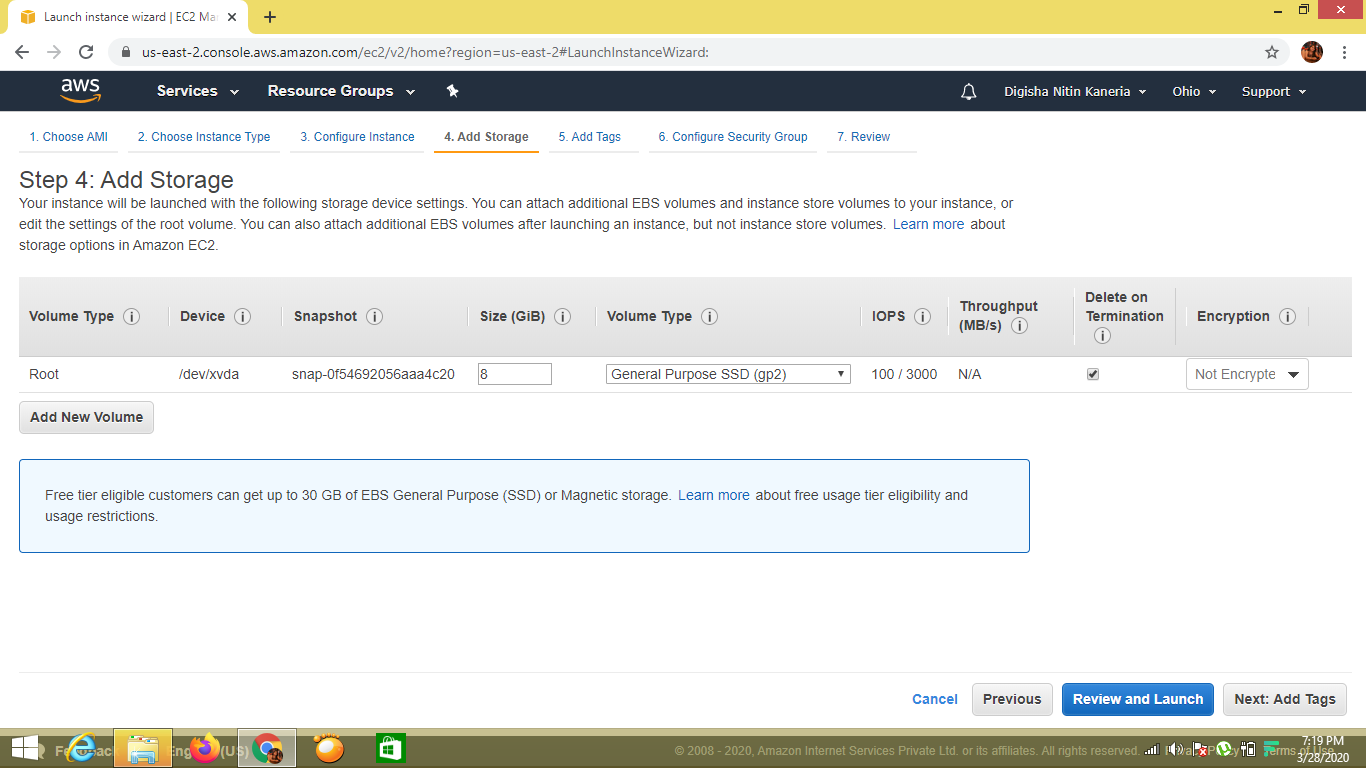 Launch instance wizard | EC2 Ma
us-east-2.console.aws.amazon.com/ec2/v2/home?region=us-east-2#LaunchInstanceWizard:
aws Services Resource Groups Digisha Nitin Kaneria Ohio Support
1. Choose AMI 2. Choose Instance Type 3. Configure Instance 4. Add Storage 5. Add Tags 6. Configure Security Group 7. Review
Step 4: Add Storage
Your instance will be launched with the following storage device settings. You can attach additional EBS volumes and instance store volumes to your instance, or
edit the settings of the root volume. You can also attach additional EBS volumes after launching an instance, but not instance store volumes. Learn more about
storage options in Amazon EC2.
Volume Type i Device i Snapshot i Size (GiB) i Volume Type i IOPS i Throughput (MB/s) i Delete on Termination i Encryption i
Root /dev/xvda snap-0f54692056aaa4c20 8 General Purpose SSD (gp2) 100 / 3000 N/A Not Encrypte
Add New Volume
Free tier eligible customers can get up to 30 GB of EBS General Purpose (SSD) or Magnetic storage. Learn more about free usage tier eligibility and
usage restrictions.
Cancel Previous Review and Launch Next: Add Tags
(US) © 2008 - 2020, Amazon Internet Services Private Ltd. or its affiliates. All rights reserved. Terms of Use
7:19 PM
3/28/2020